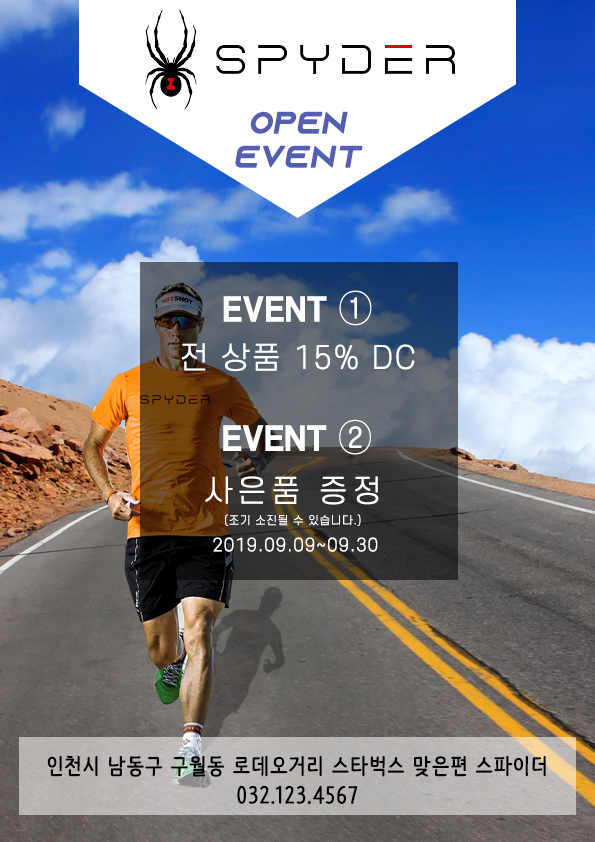 SPYDER
OPEN
EVENT
EVENT ①
전 상품 15% DC
EVENT ②
사은품 증정
(조기 소진될 수 있습니다.)
2019.09.09~09.30
HOTSHOT
SPYDER
인천시 남동구 구월동 로데오거리 스타벅스 맞은편 스파이더
032.123.4567